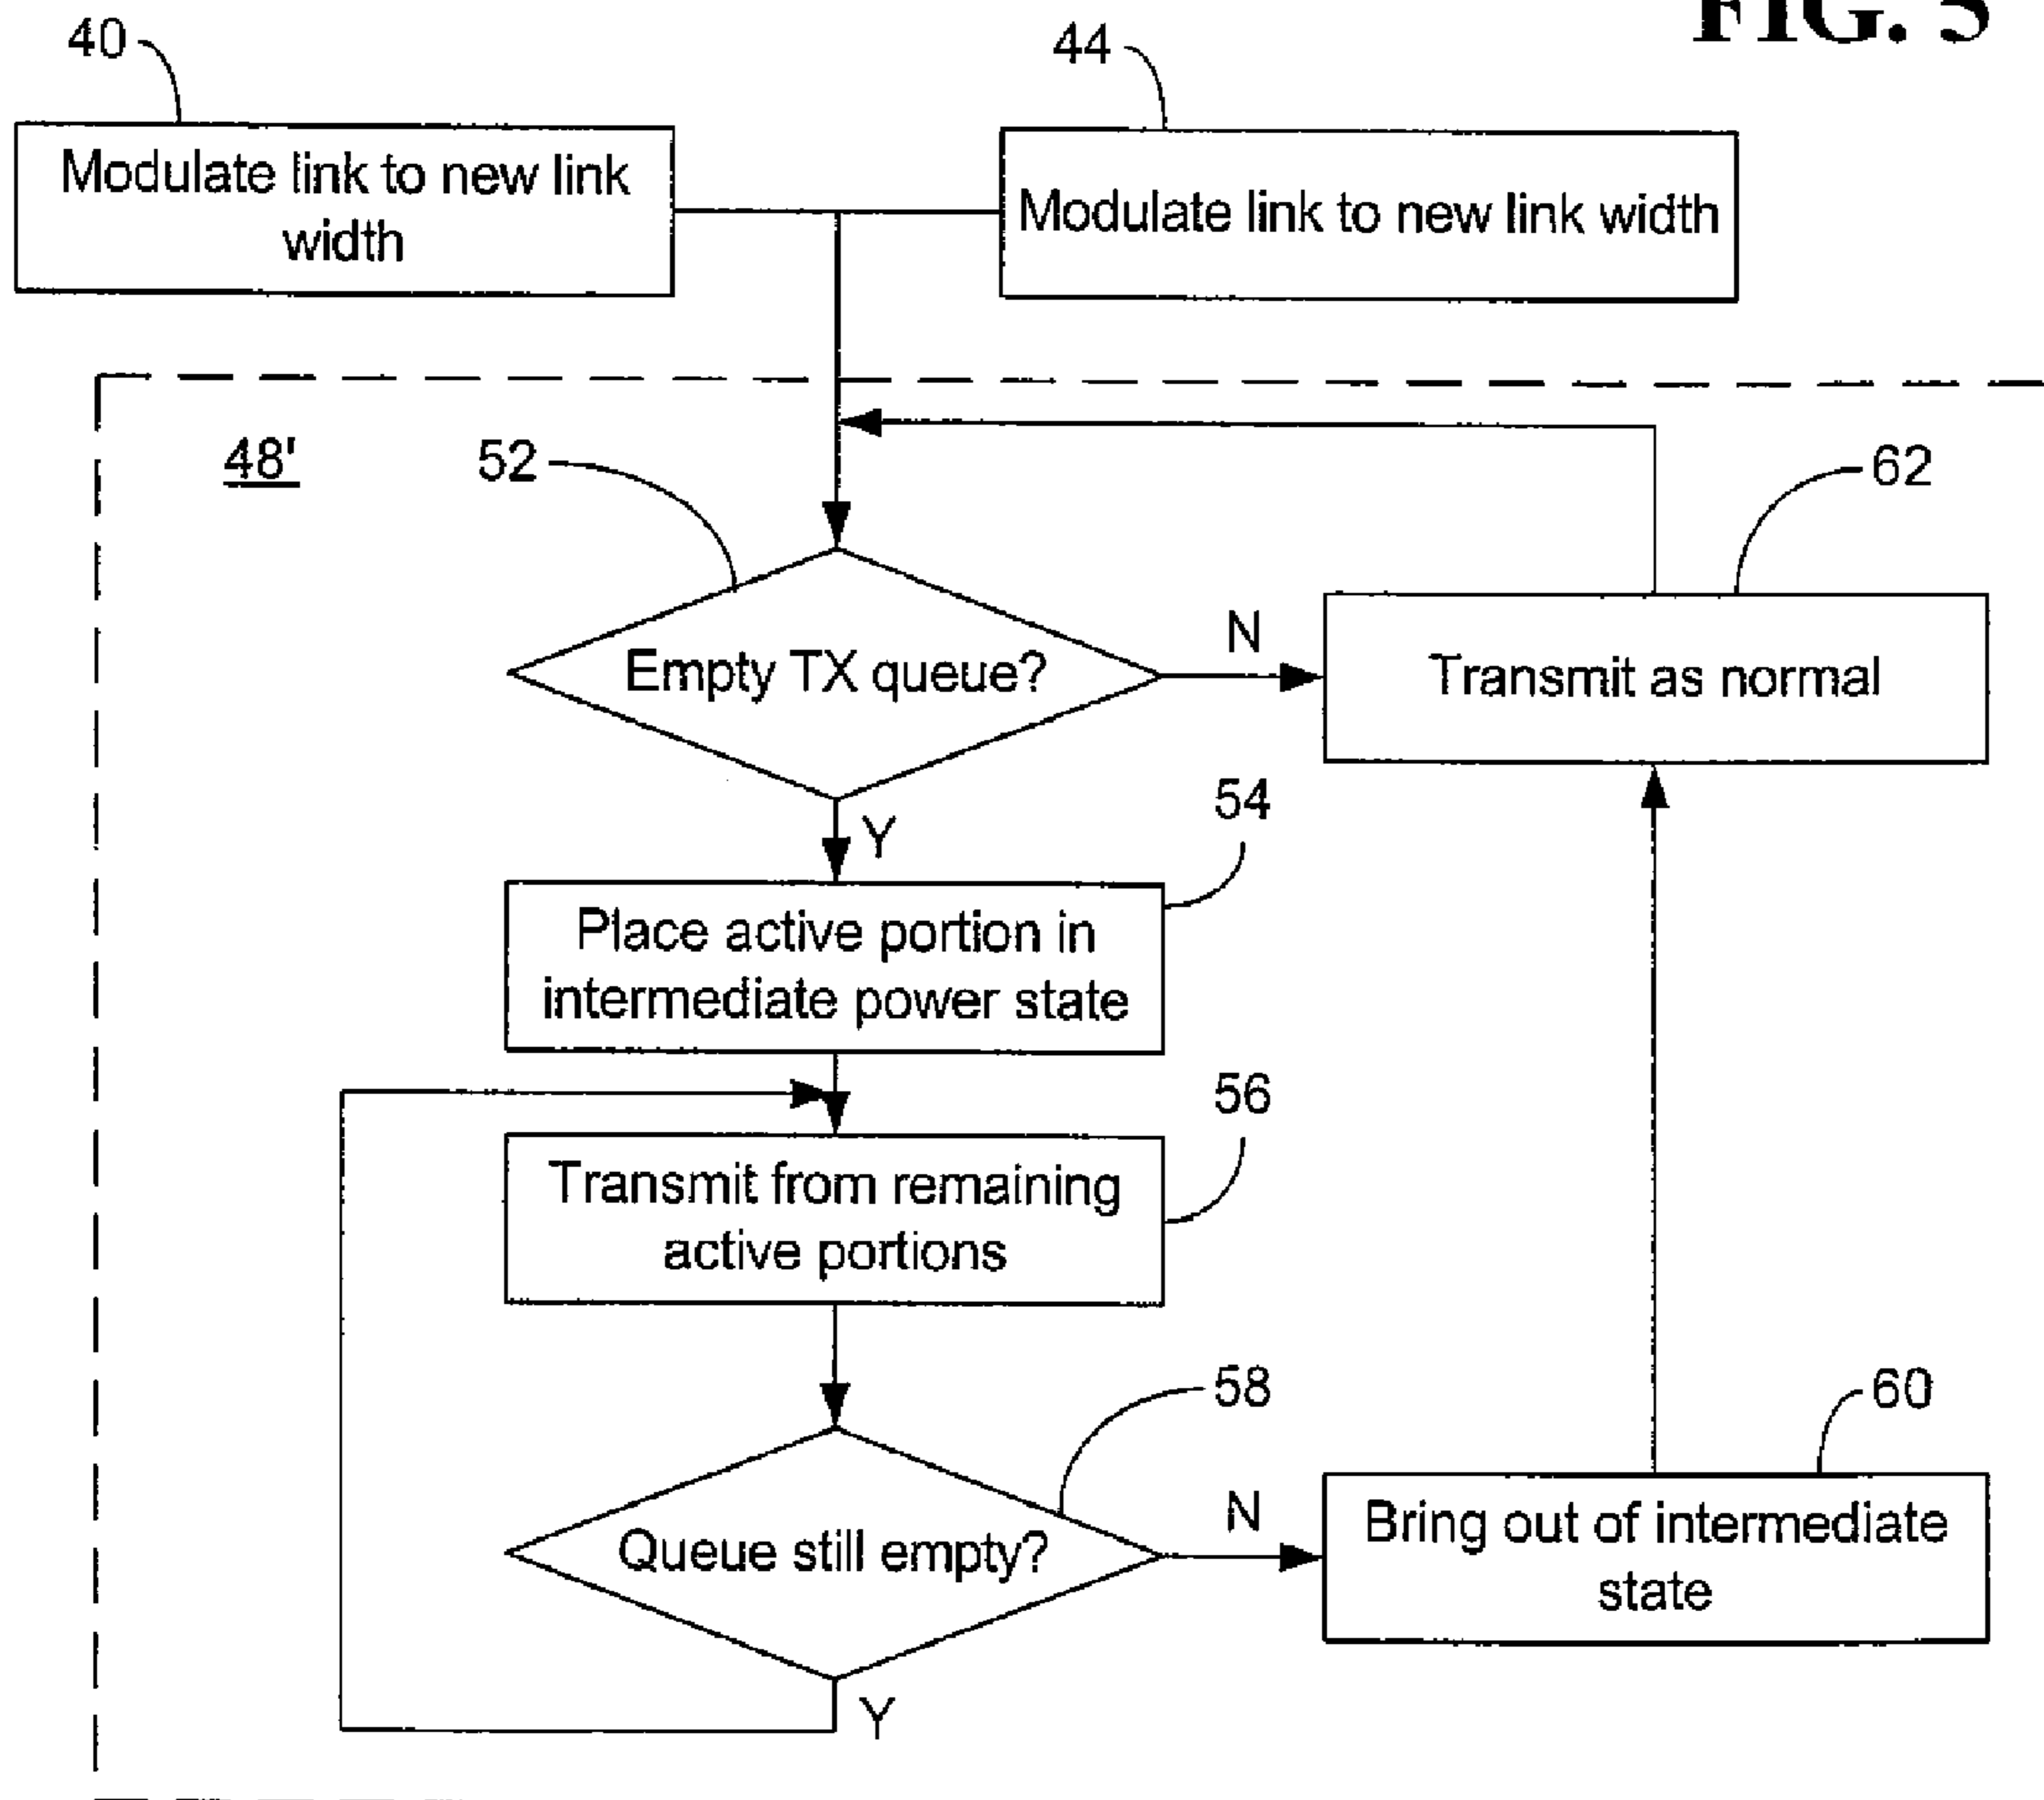 FIG. 5
40
44
Modulate link to new link
width
Modulate link to new link width
48'
52
62
Empty TX queue?
N
Transmit as normal
Y
54
Place active portion in
intermediate power state
56
Transmit from remaining
active portions
58
60
Queue still empty?
N
Bring out of intermediate
state
Y